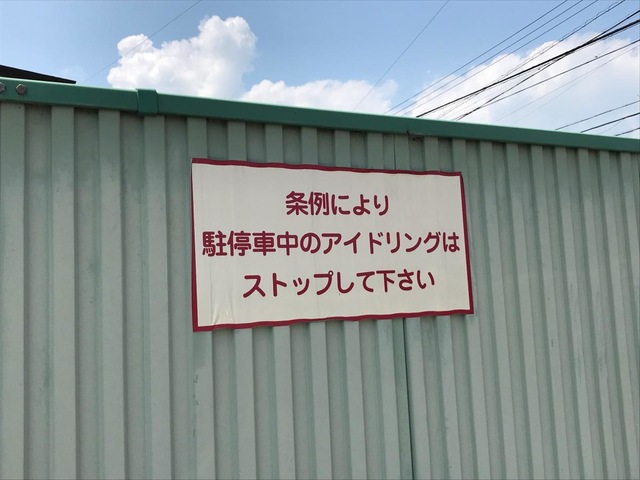 条例により
駐停車中のアイドリングは
ストップして下さい